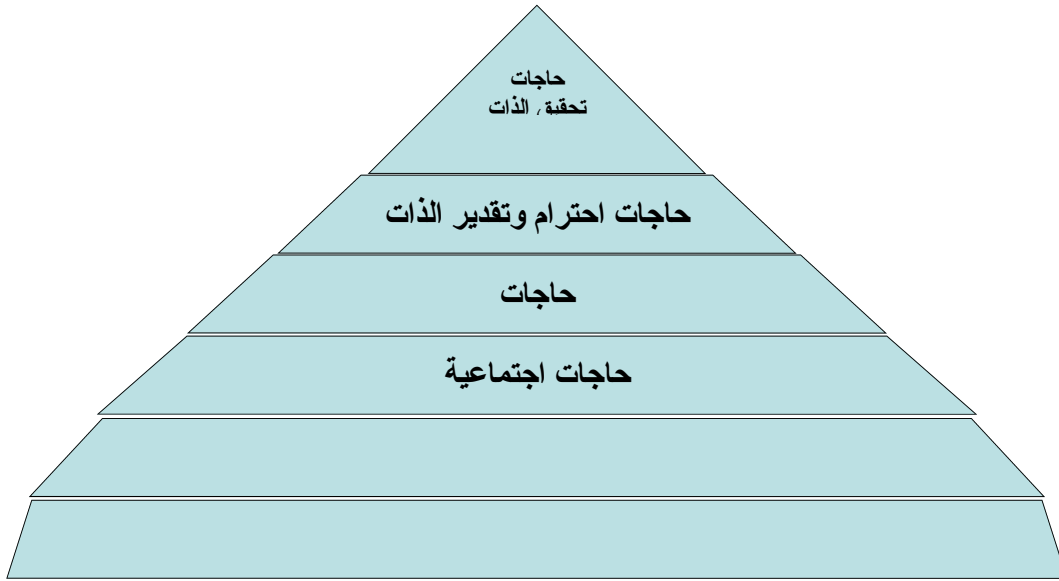 حاجات
تحقيق الذات
حاجات احترام وتقدير الذات
حاجات
حاجات اجتماعية